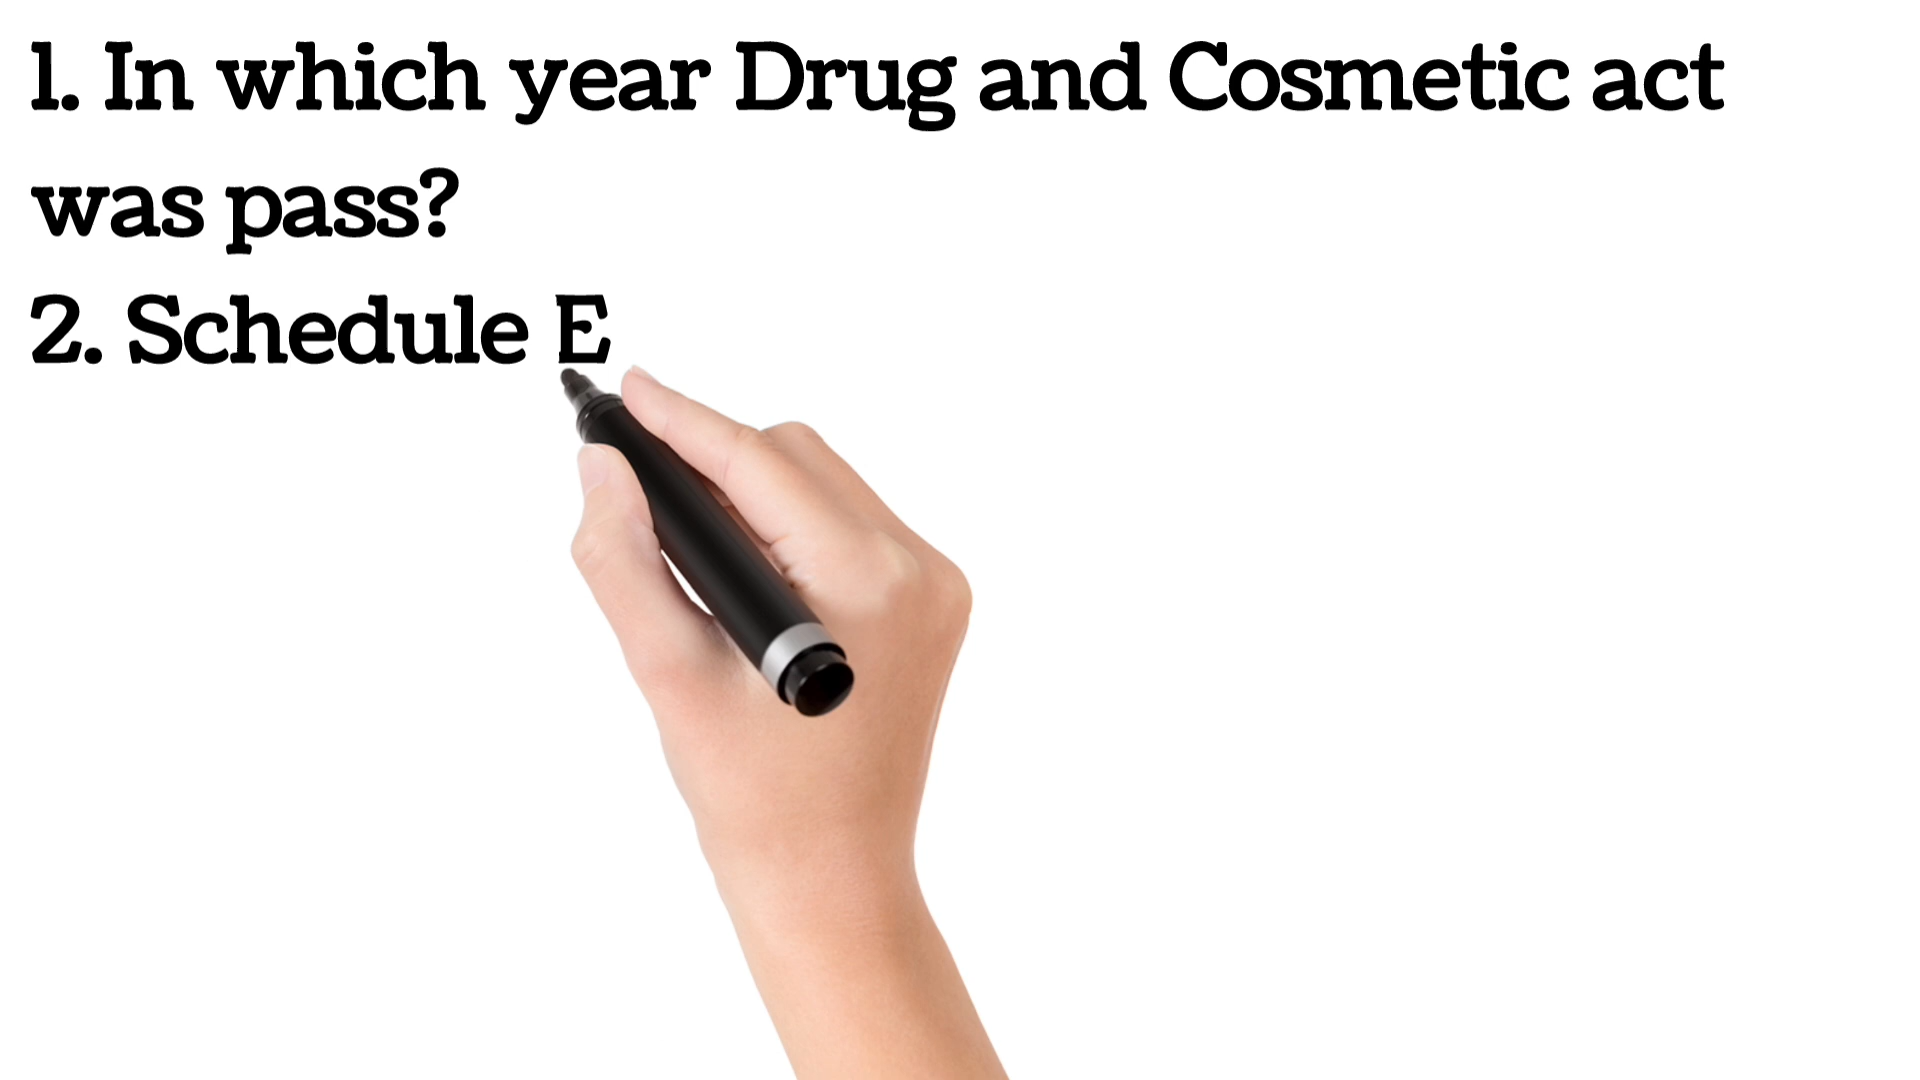 1. In which year Drug and Cosmetic act
was pass?
2. Schedule E